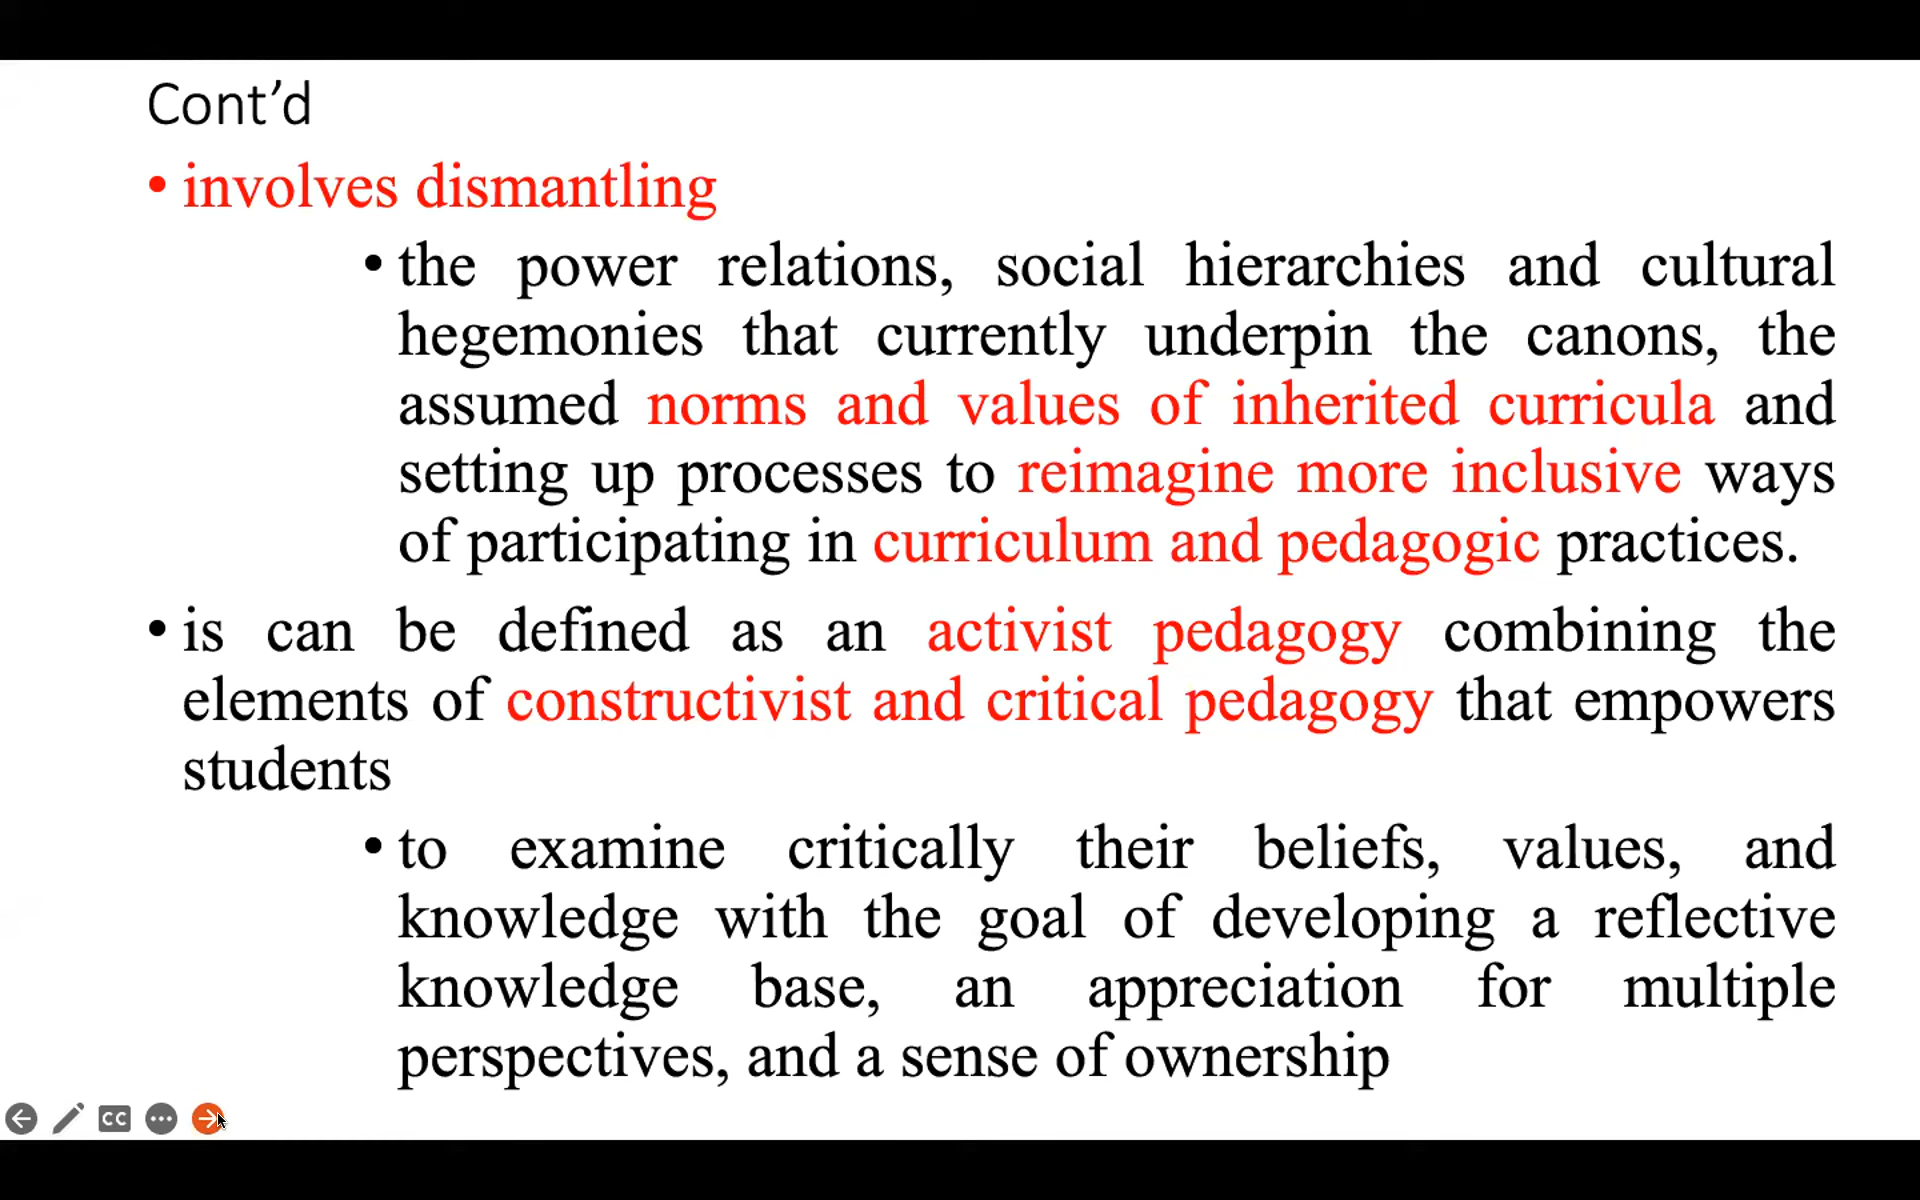 Cont’d
• involves dismantling
• the power relations, social hierarchies and cultural
hegemonies that currently underpin the canons, the
assumed norms and values of inherited curricula and
setting up processes to reimagine more inclusive ways
of participating in curriculum and pedagogic practices.
• is can be defined as an activist pedagogy combining the
elements of constructivist and critical pedagogy that empowers
students
• to examine critically their beliefs, values, and
knowledge with the goal of developing a reflective
knowledge base, an appreciation for multiple
perspectives, and a sense of ownership
CC